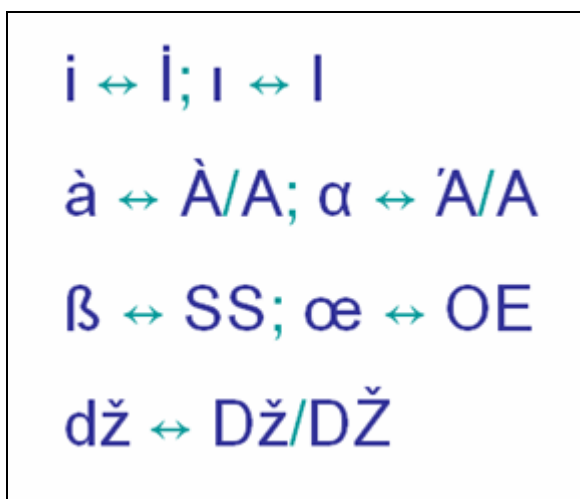 i ↔ İ; ı ↔ I
à ↔ À/A; α ↔ Ά/Α
ß ↔ SS; œ ↔ OE
dž ↔ Dž/DŽ